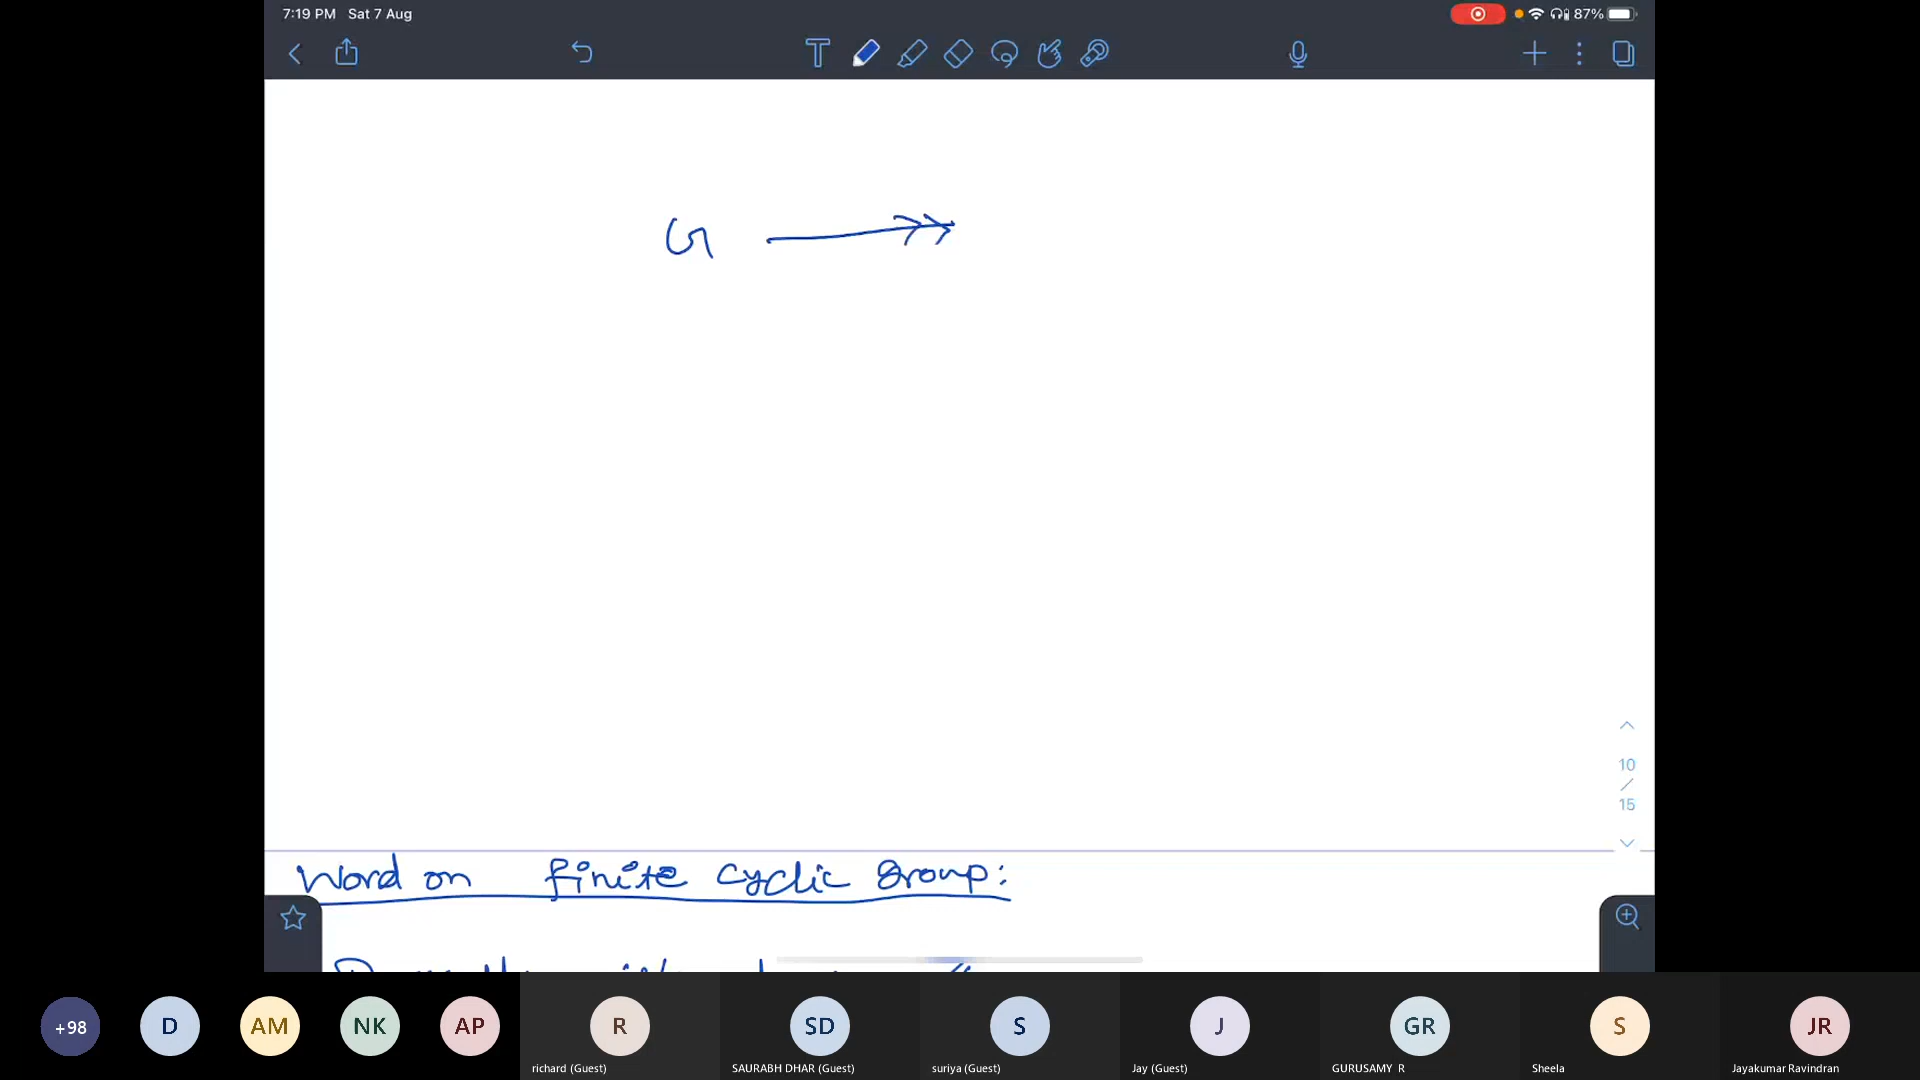 7:19 PM Sat 7 Aug
87%
G
10
/
15
Word on finite cyclic group:
+98
D
AM
NK
AP
R
SD
S
J
GR
S
JR
richard (Guest)
SAURABH DHAR (Guest)
suriya (Guest)
Jay (Guest)
GURUSAMY R
Sheela
Jayakumar Ravindran